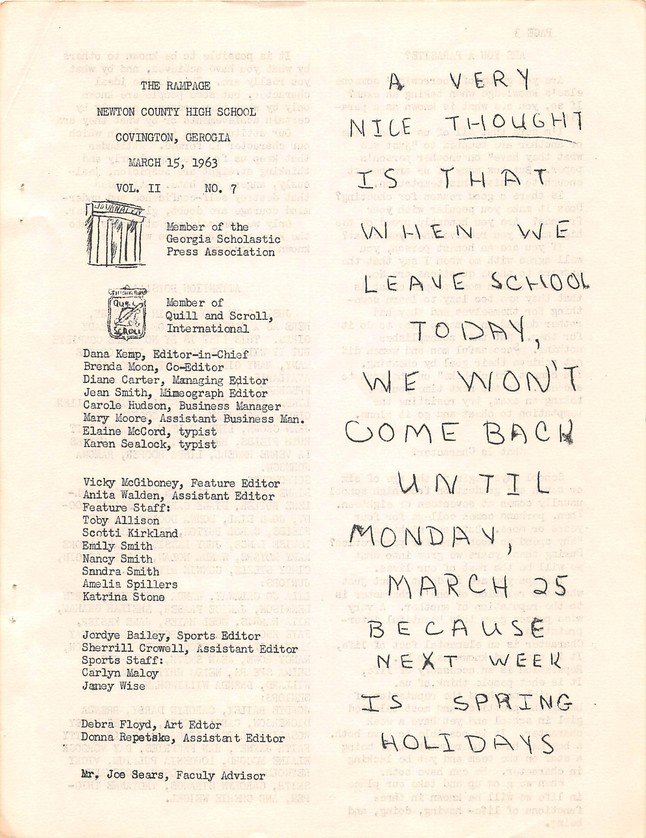 THE RAMPAGE
NEWTON COUNTY HIGH SCHOOL
COVINGTON, GEROGIA
MARCH 15, 1963
VOL. II NO. 7
Member of the
Georgia Scholastic
Press Association
QUILL
SCROLL
Member of
Quill and Scroll,
International
Dana Kemp, Editor-in-Chief
Brenda Moon, Co-Editor
Diane Carter, Managing Editor
Jean Smith, Mimeograph Editor
Carole Hudson, Business Manager
Mary Moore, Assistant Business Man.
Elaine McCord, typist
Karen Sealock, typist
Vicky McGiboney, Feature Editor
Anita Walden, Assistant Editor
Feature Staff:
Toby Allison
Scotti Kirkland
Emily Smith
Nancy Smith
Sandra Smith
Amelia Spillers
Katrina Stone
Jordye Bailey, Sports Editor
Sherrill Crowell, Assistant Editor
Sports Staff:
Carlyn Maloy
Janey Wise
Debra Floyd, Art Edtor
Donna Repetske, Assistant Editor
Mr. Joe Sears, Faculy Advisor
A VERY
NICE THOUGHT
IS THAT
WHEN WE
LEAVE SCHOOL
TODAY,
WE WON'T
COME BACK
UNTIL
MONDAY,
MARCH 25
BECAUSE
NEXT WEEK
IS SPRING
HOLIDAYS